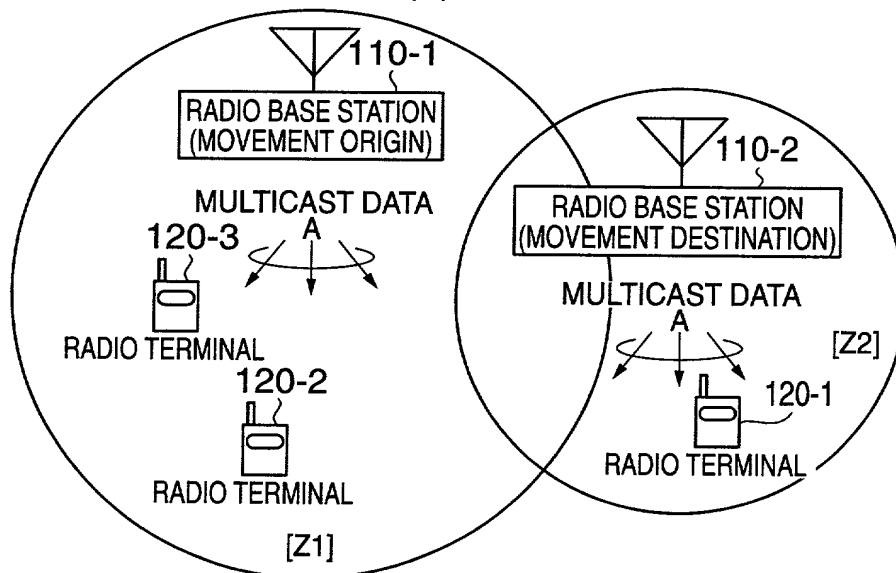 110-1
RADIO BASE STATION
(MOVEMENT ORIGIN)
MULTICAST DATA
A
120-3
RADIO TERMINAL
120-2
RADIO TERMINAL
[Z1]
110-2
RADIO BASE STATION
(MOVEMENT DESTINATION)
MULTICAST DATA
A
[Z2]
120-1
RADIO TERMINAL